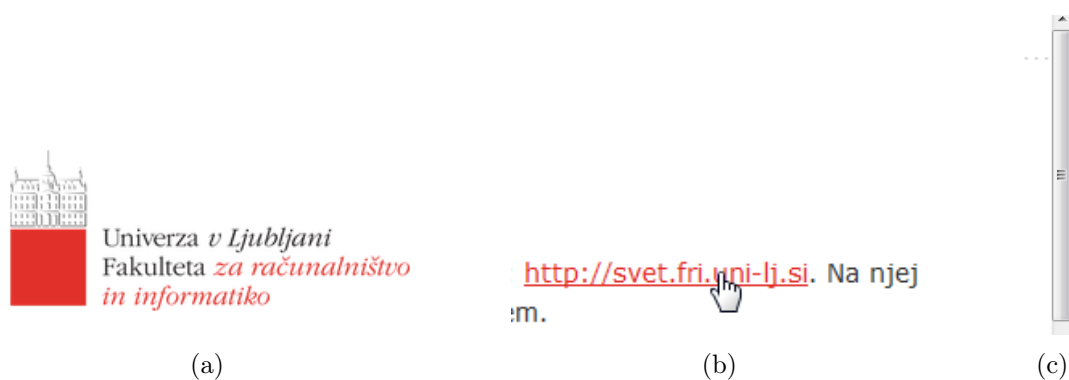 Univerza v Ljubljani
Fakulteta za računalništvo
in informatiko
http://svet.fri.uni-lj.si. Na njej
em.
(a)
(b)
(c)